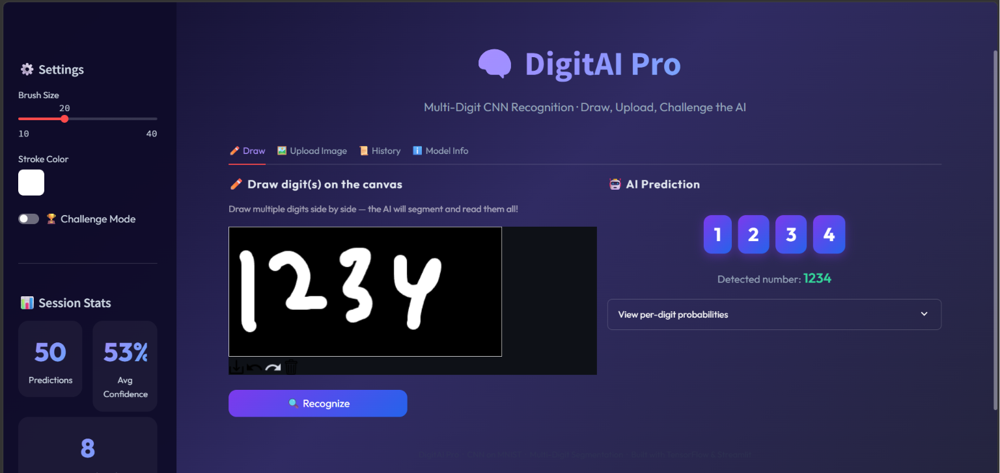 Settings
Brush Size
20
10 40
Stroke Color
Challenge Mode
Session Stats
50
Predictions
53%
Avg
Confidence
8
DigitAI Pro
Multi-Digit CNN Recognition · Draw, Upload, Challenge the AI
Draw Upload Image History Model Info
Draw digit(s) on the canvas
Draw multiple digits side by side — the AI will segment and read them all!
1234
Recognize
AI Prediction
1 2 3 4
Detected number: 1234
View per-digit probabilities